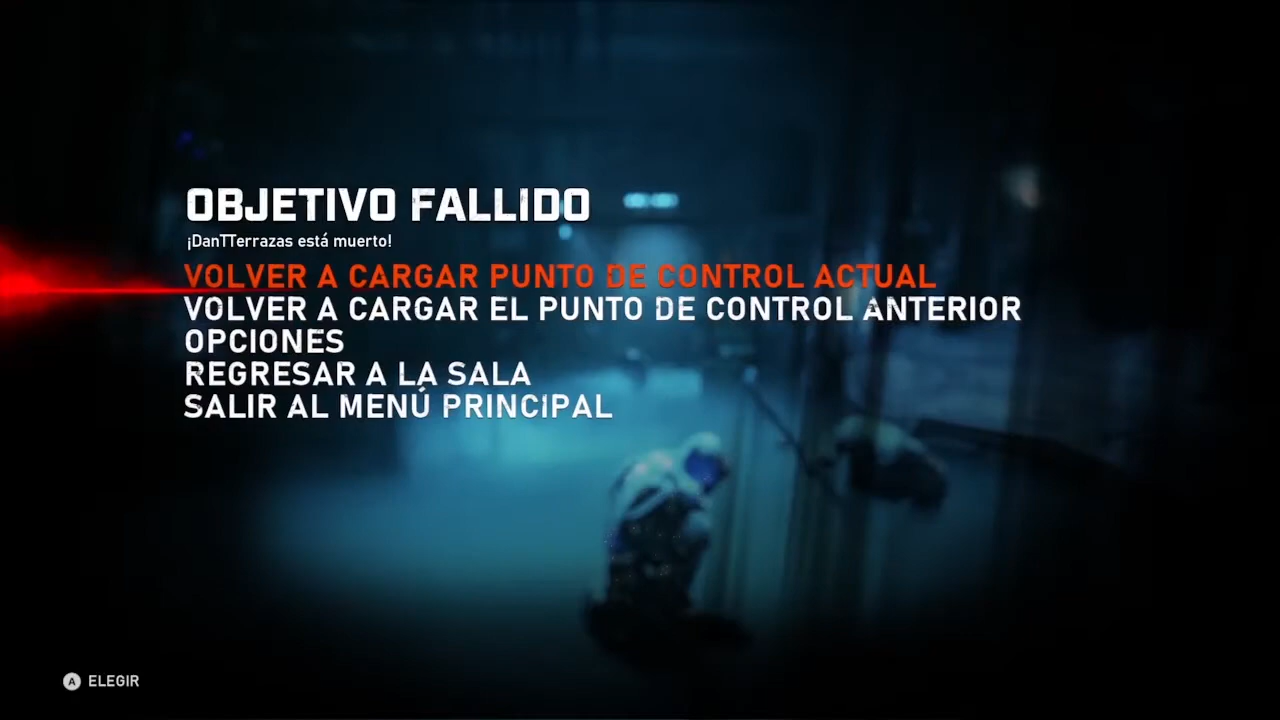 OBJETIVO FALLIDO
¡DanTTerrazas está muerto!
VOLVER A CARGAR PUNTO DE CONTROL ACTUAL
VOLVER A CARGAR EL PUNTO DE CONTROL ANTERIOR
OPCIONES
REGRESAR A LA SALA
SALIR AL MENÚ PRINCIPAL
A ELEGIR